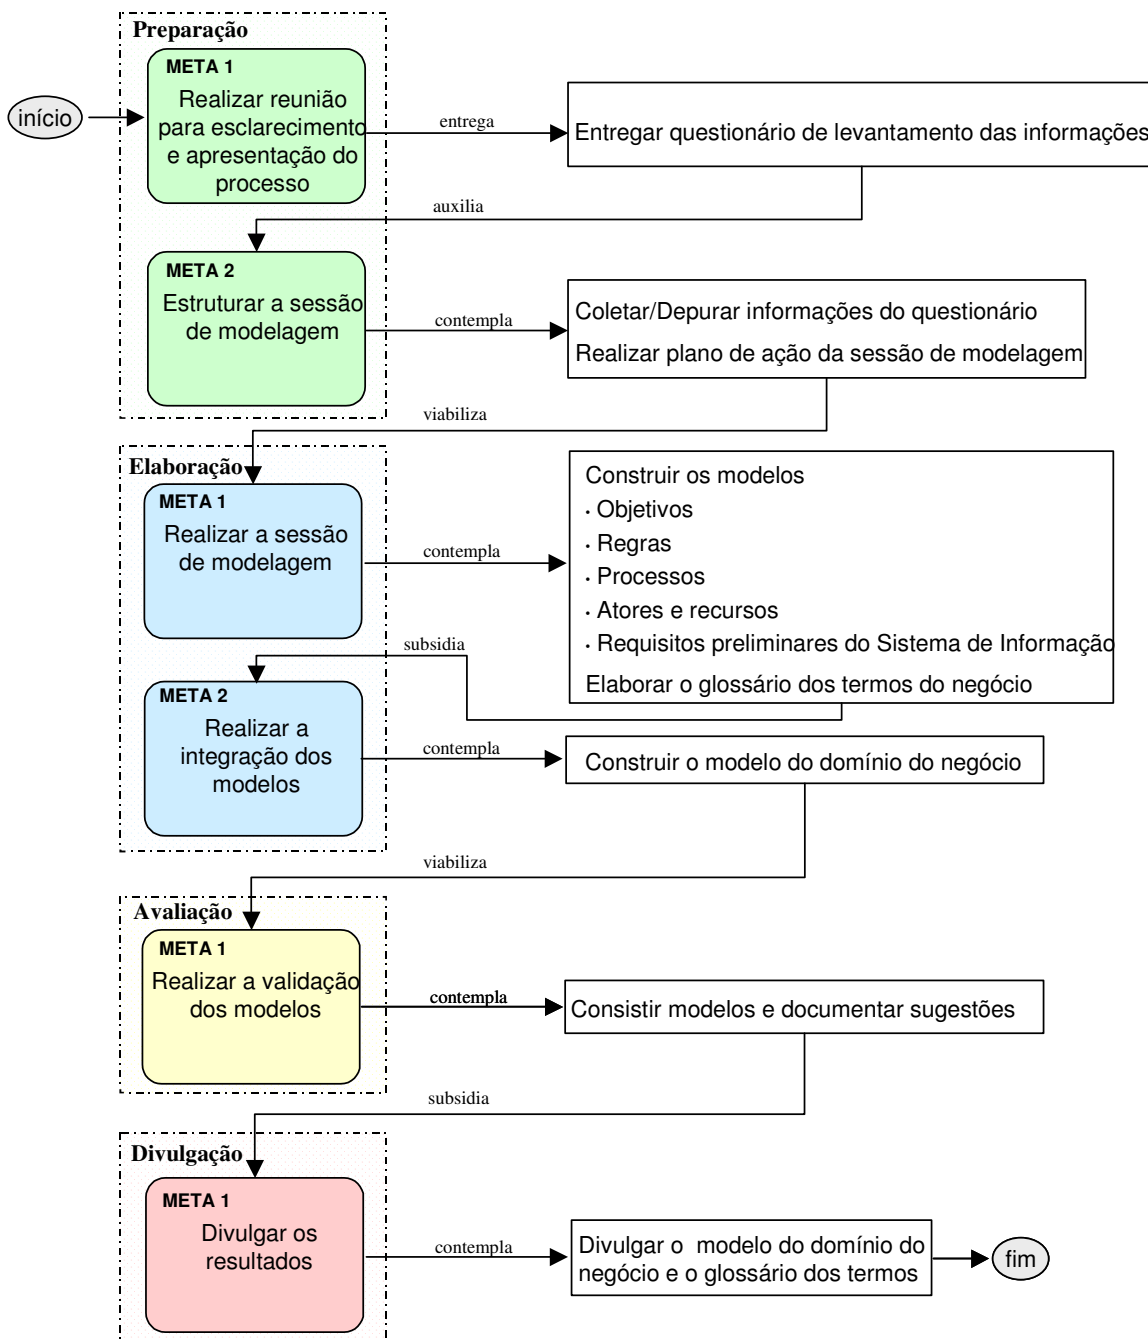 Preparação
META 1
Realizar reunião
para esclarecimento
e apresentação do
processo
início
entrega
Entregar questionário de levantamento das informações
auxilia
META 2
Estruturar a sessão
de modelagem
contempla
Coletar/Depurar informações do questionário
Realizar plano de ação da sessão de modelagem
viabiliza
Elaboração
META 1
Realizar a sessão
de modelagem
contempla
Construir os modelos
· Objetivos
· Regras
· Processos
· Atores e recursos
· Requisitos preliminares do Sistema de Informação
Elaborar o glossário dos termos do negócio
subsidia
META 2
Realizar a
integração dos
modelos
contempla
Construir o modelo do domínio do negócio
viabiliza
Avaliação
META 1
Realizar a validação
dos modelos
contempla
Consistir modelos e documentar sugestões
subsidia
Divulgação
META 1
Divulgar os
resultados
contempla
Divulgar o modelo do domínio do
negócio e o glossário dos termos
fim